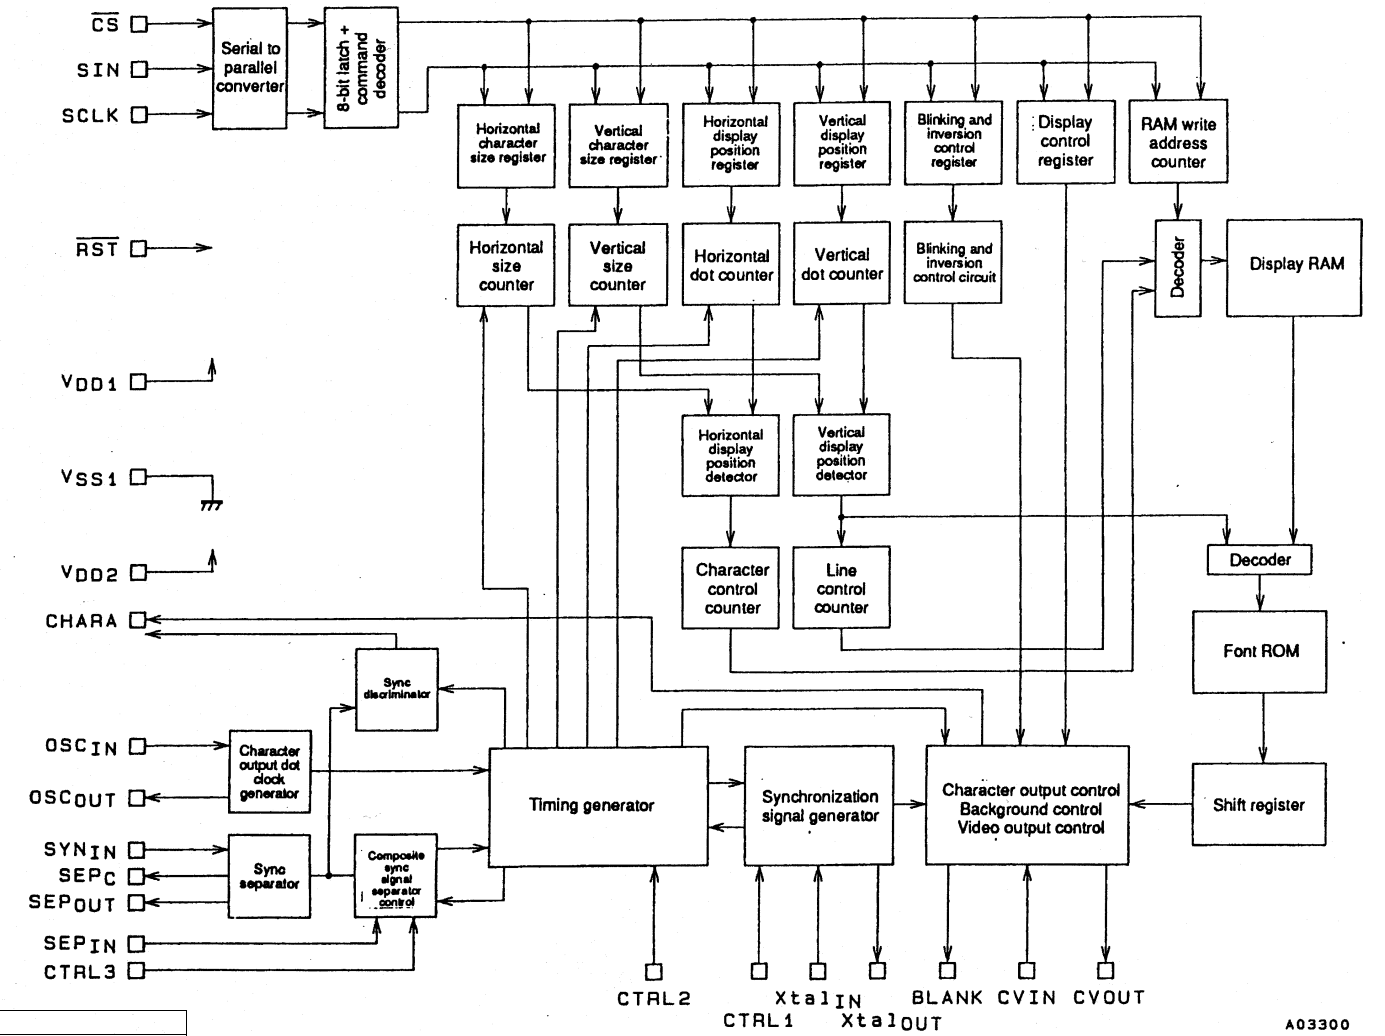 CS
SIN
SCLK
Serial to
parallel
converter
8-bit latch +
command
decoder
Horizontal
character
size register
Vertical
character
size register
Horizontal
display
position
register
Vertical
display
position
register
Blinking and
inversion
control
register
Display
control
register
RAM write
address
counter
RST
Horizontal
size
counter
Vertical
size
counter
Horizontal
dot counter
Vertical
dot counter
Blinking and
inversion
control circuit
Decoder
Display RAM
VDD1
VSS1
VDD2
CHARA
Horizontal
display
position
detector
Vertical
display
position
detector
Character
control
counter
Line
control
counter
Decoder
Font ROM
Sync
discriminator
OSCIN
OSCOUT
Character
output dot
clock
generator
Timing generator
Synchronization
signal generator
Character output control
Background control
Video output control
Shift register
SYNIN
SEPC
SEPOUT
SEPIN
CTRL3
Sync
separator
Composite
sync
signal
separator
control
CTRL2
XtalIN
BLANK
CVIN
CVOUT
CTRL1
XtalOUT
A03300